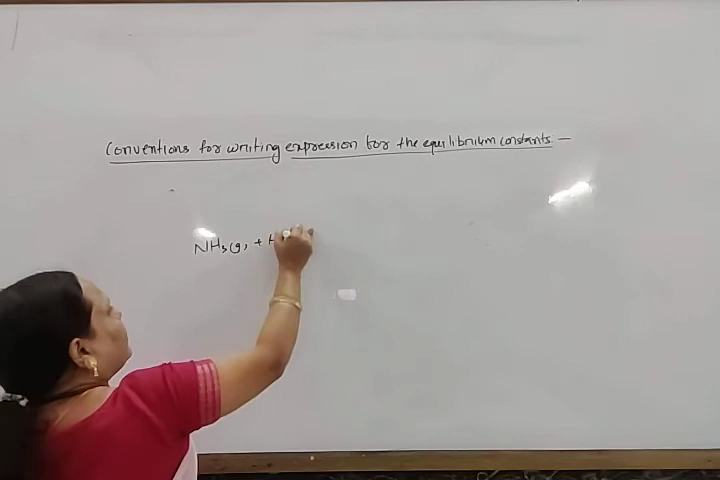 Conventions for writing expression for the equilibrium constants. —
NH₃(g) + H